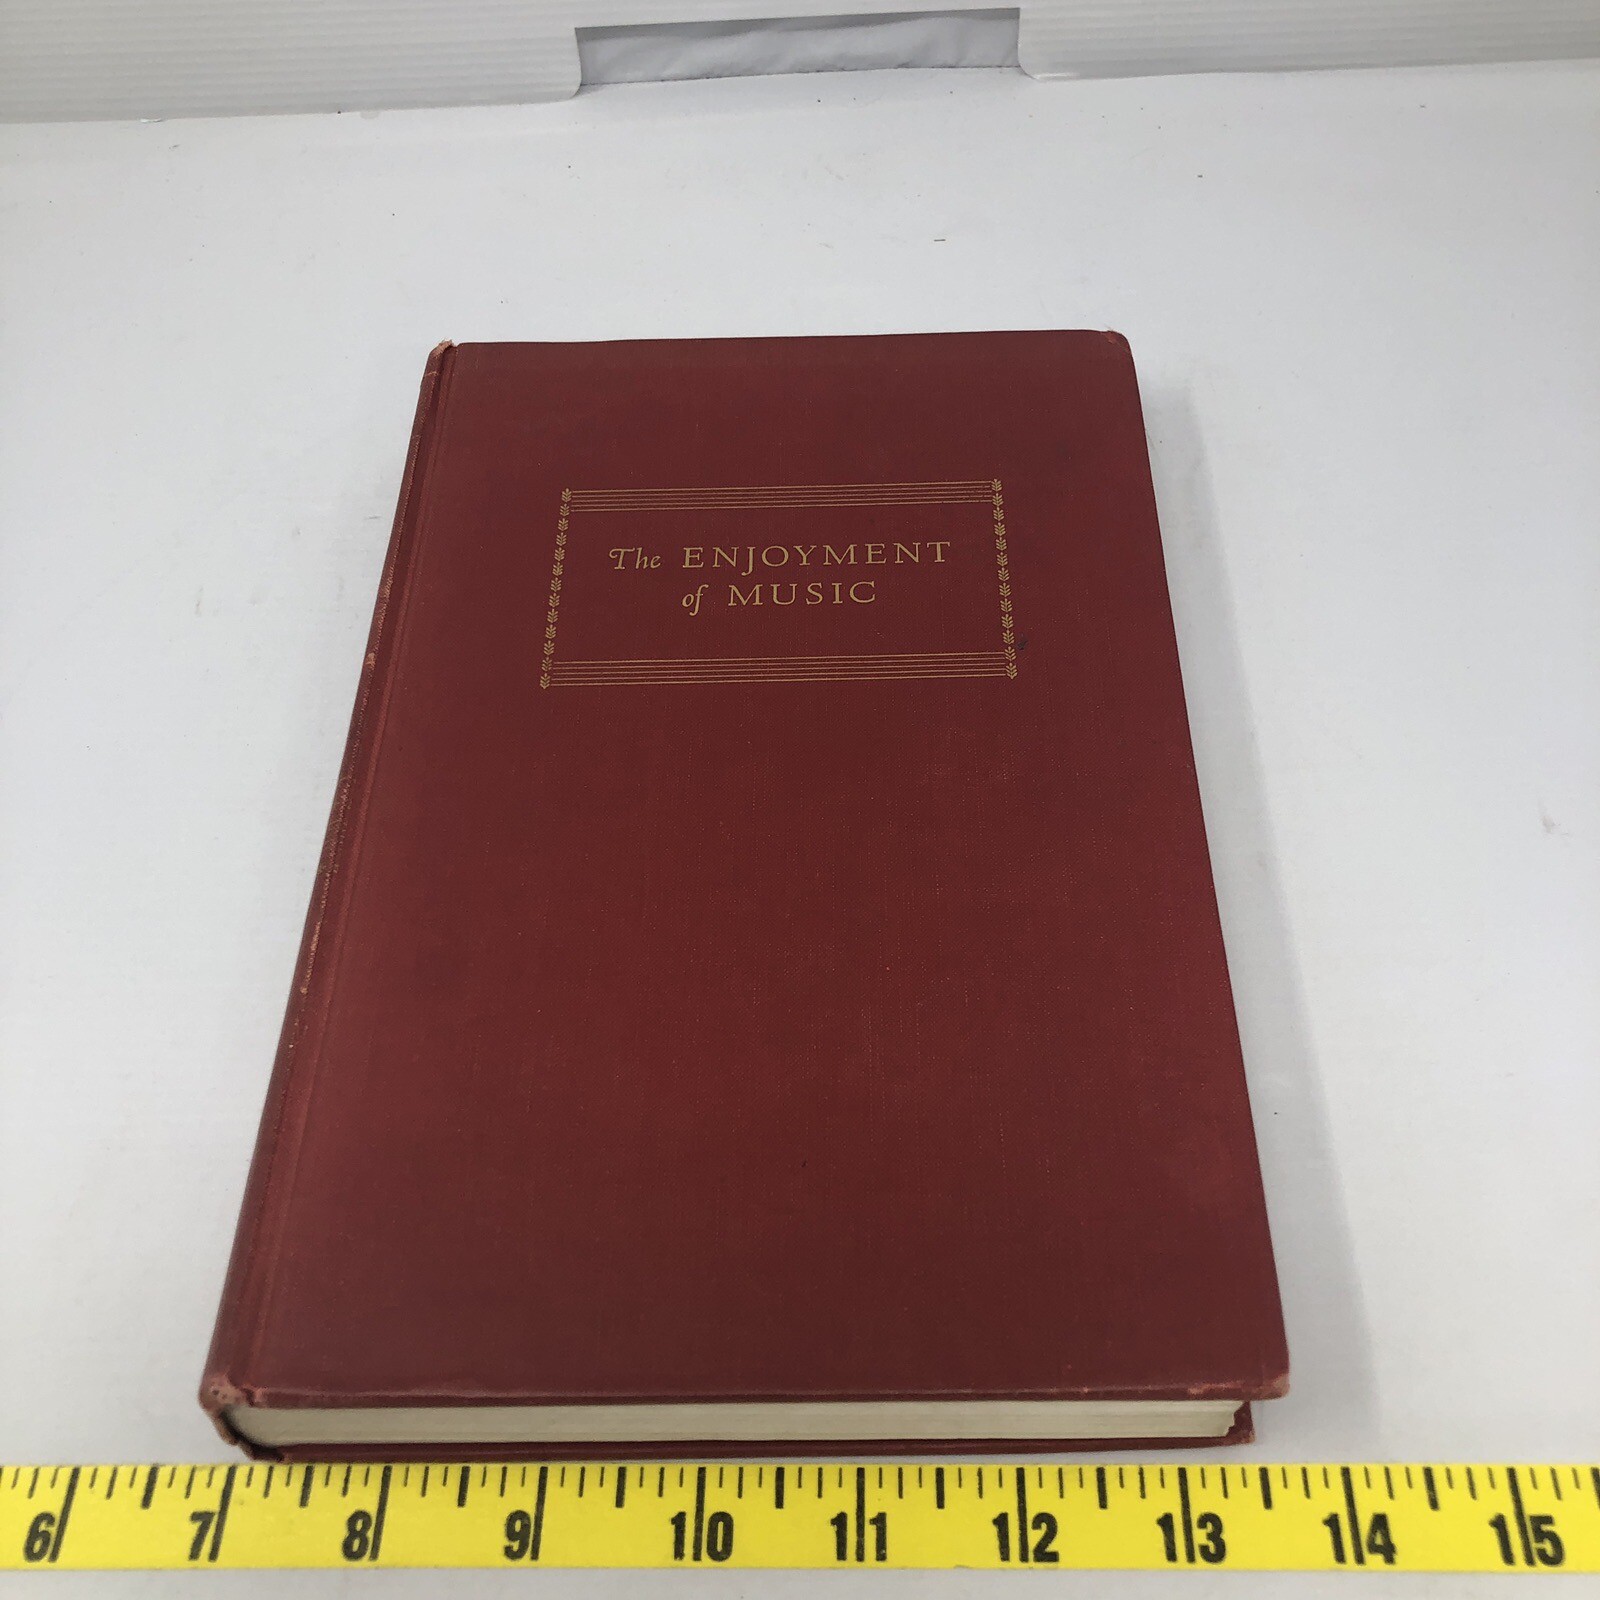 The ENJOYMENT
of MUSIC
6 7 8 9 10 11 12 13 14 15